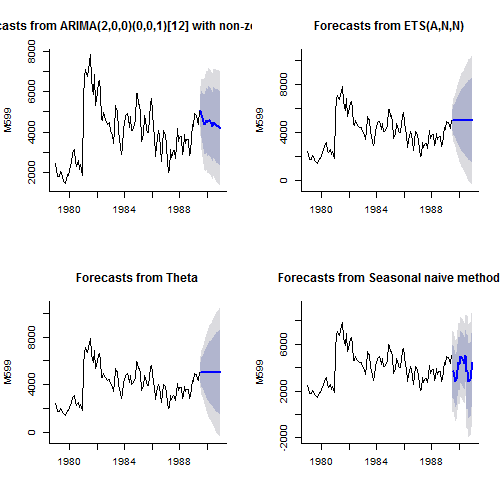 casts from ARIMA(2,0,0)(0,0,1)[12] with non-ze
M599
2000 4000 6000 8000
1980 1984 1988
Forecasts from ETS(A,N,N)
M599
0 4000 8000
1980 1984 1988
Forecasts from Theta
M599
0 4000 8000
1980 1984 1988
Forecasts from Seasonal naive method
M599
-2000 2000 6000
1980 1984 1988